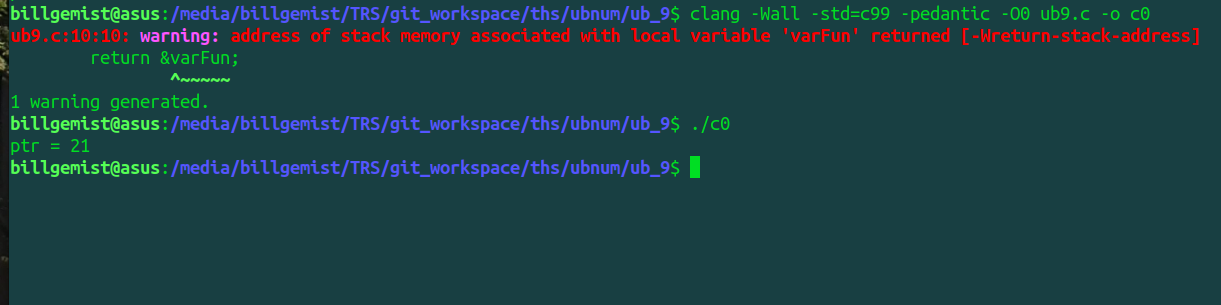 billgemist@asus:/media/billgemist/TRS/git_workspace/ths/ubnum/ub_9$ clang -Wall -std=c99 -pedantic -O0 ub9.c -o c0
ub9.c:10:10: warning: address of stack memory associated with local variable 'varFun' returned [-Wreturn-stack-address]
        return &varFun;
                ^~~~~~
1 warning generated.
billgemist@asus:/media/billgemist/TRS/git_workspace/ths/ubnum/ub_9$ ./c0
ptr = 21
billgemist@asus:/media/billgemist/TRS/git_workspace/ths/ubnum/ub_9$